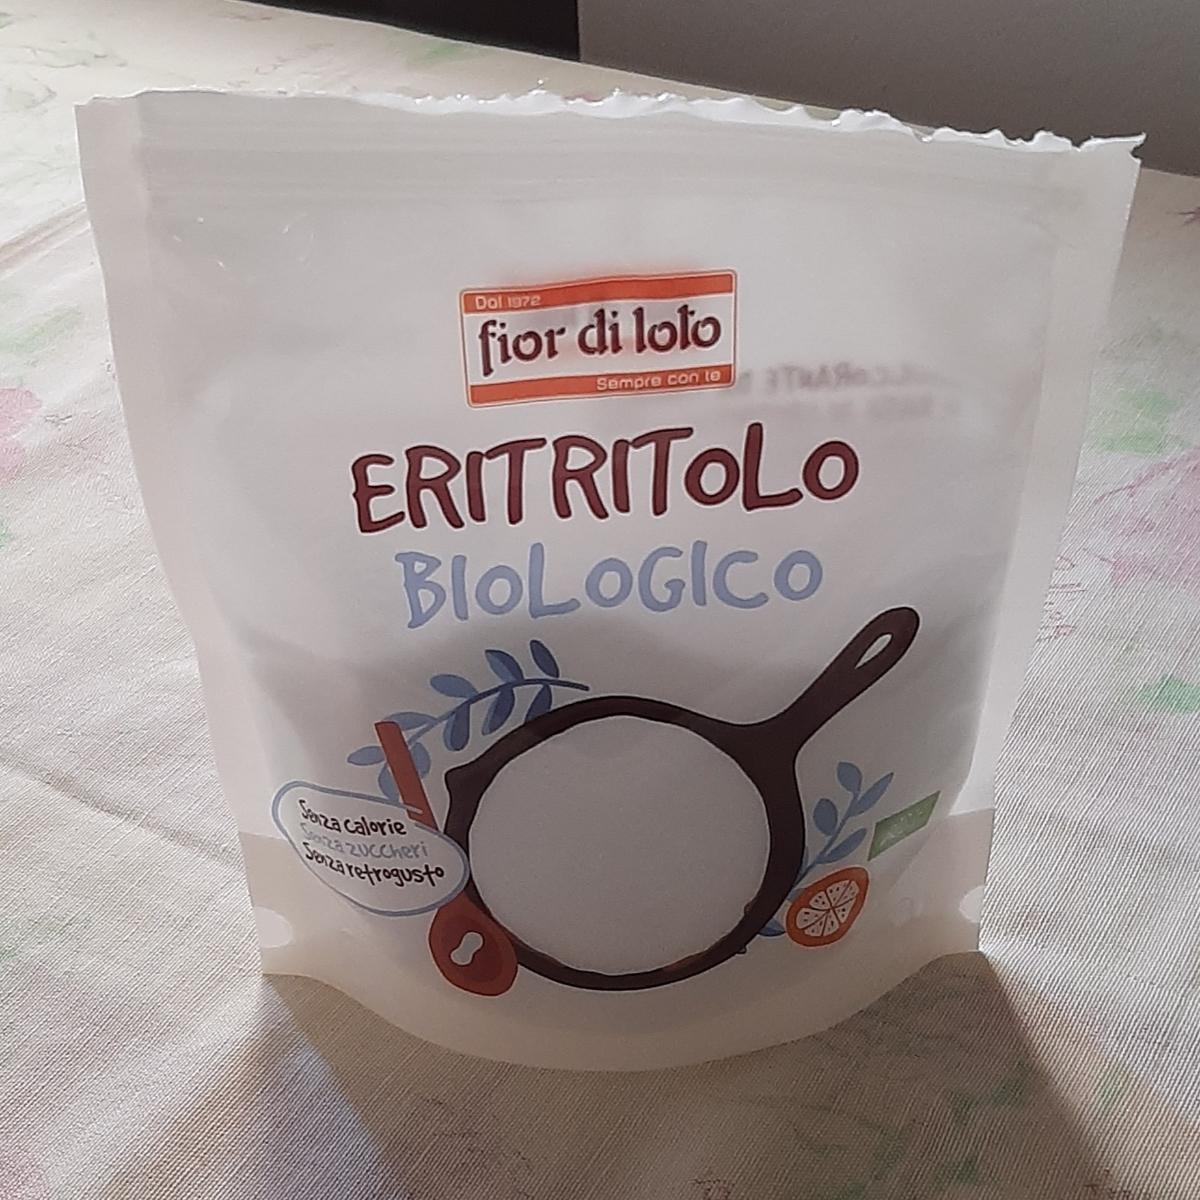 Dal 1972
fior di loto
Sempre con te
ERITRITOLO
BIOLOGICO
Senza calorie
Senza zuccheri
Senza retrogusto